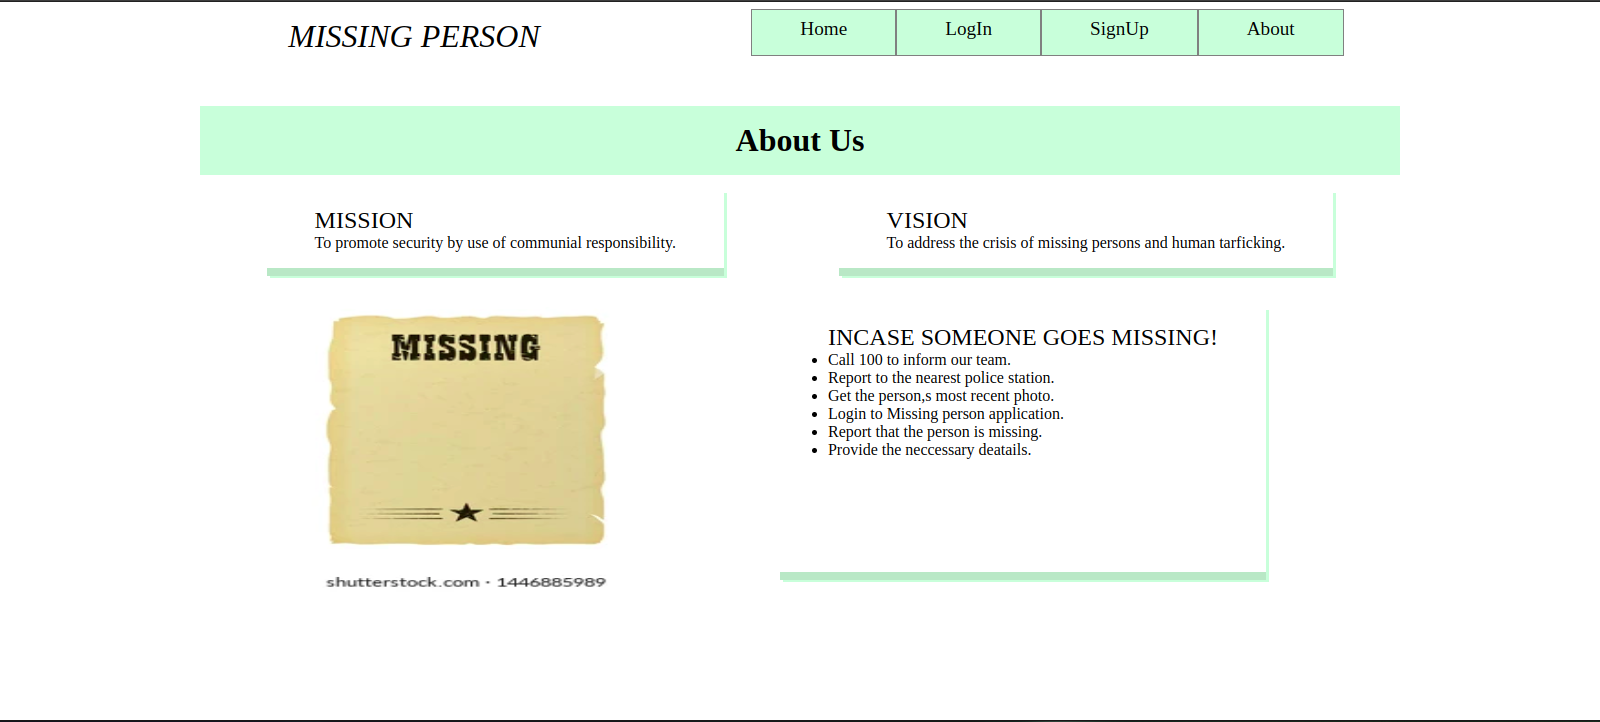 MISSING PERSON
Home
LogIn
SignUp
About
About Us
MISSION
To promote security by use of communial responsibility.
VISION
To address the crisis of missing persons and human tarficking.
MISSING
shutterstock.com · 1446885989
INCASE SOMEONE GOES MISSING!
Call 100 to inform our team.
Report to the nearest police station.
Get the person,s most recent photo.
Login to Missing person application.
Report that the person is missing.
Provide the neccessary deatails.